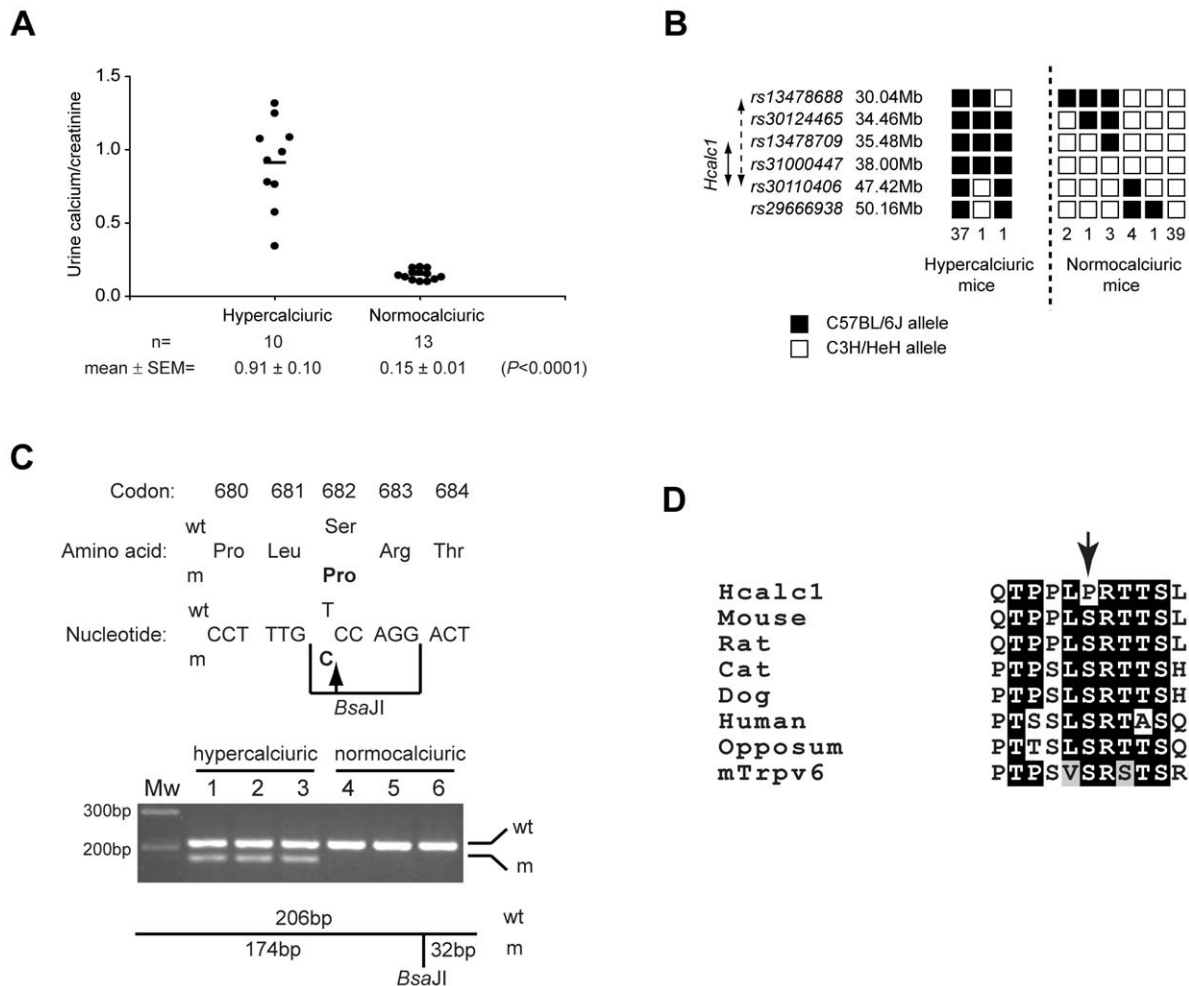 A
Urine calcium/creatinine
1.5
1.0
0.5
0.0
Hypercalciuric Normocalciuric
n= 10 13
mean ± SEM= 0.91 ± 0.10 0.15 ± 0.01 (P<0.0001)
B
Hcalc1
rs13478688 30.04Mb
rs30124465 34.46Mb
rs13478709 35.48Mb
rs31000447 38.00Mb
rs30110406 47.42Mb
rs29666938 50.16Mb
37 1 1 2 1 3 4 1 39
Hypercalciuric mice
Normocalciuric mice
C57BL/6J allele
C3H/HeH allele
C
Codon: 680 681 682 683 684
wt Ser
Amino acid: Pro Leu Arg Thr
m Pro
wt T
Nucleotide: CCT TTG CC AGG ACT
m C
BsaJI
hypercalciuric normocalciuric
Mw 1 2 3 4 5 6
300bp
200bp
wt
m
206bp wt
174bp 32bp m
BsaJI
D
Hcalc1 QTPPLPRTTSL
Mouse QTPPLSRTTSL
Rat QTPPLSRTTSL
Cat PTPSLSRTTSH
Dog PTPSLSRTTSH
Human PTSSLSRTASQ
Opposum PTTSLSRTTSQ
mTrpv6 PTPSVSRSTSR